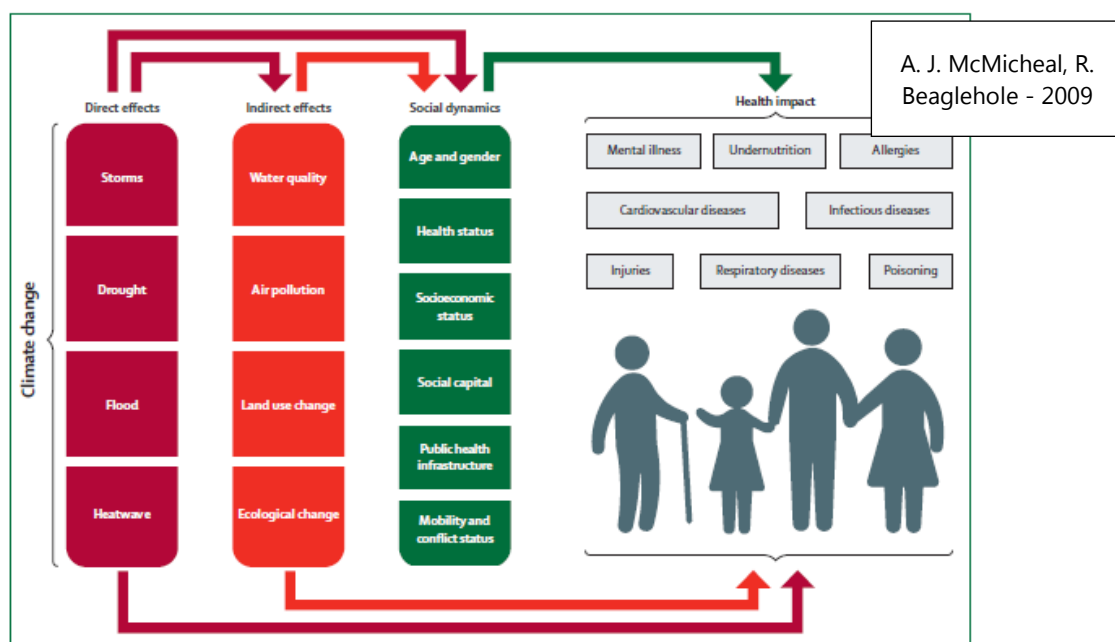 A. J. McMicheal, R.
Beaglehole - 2009
Direct effects
Indirect effects
Social dynamics
Health impact
Climate change
Storms
Drought
Flood
Heatwave
Water quality
Air pollution
Land use change
Ecological change
Age and gender
Health status
Socioeconomic
status
Social capital
Public health
infrastructure
Mobility and
conflict status
Mental illness
Undernutrition
Allergies
Cardiovascular diseases
Infectious diseases
Injuries
Respiratory diseases
Poisoning